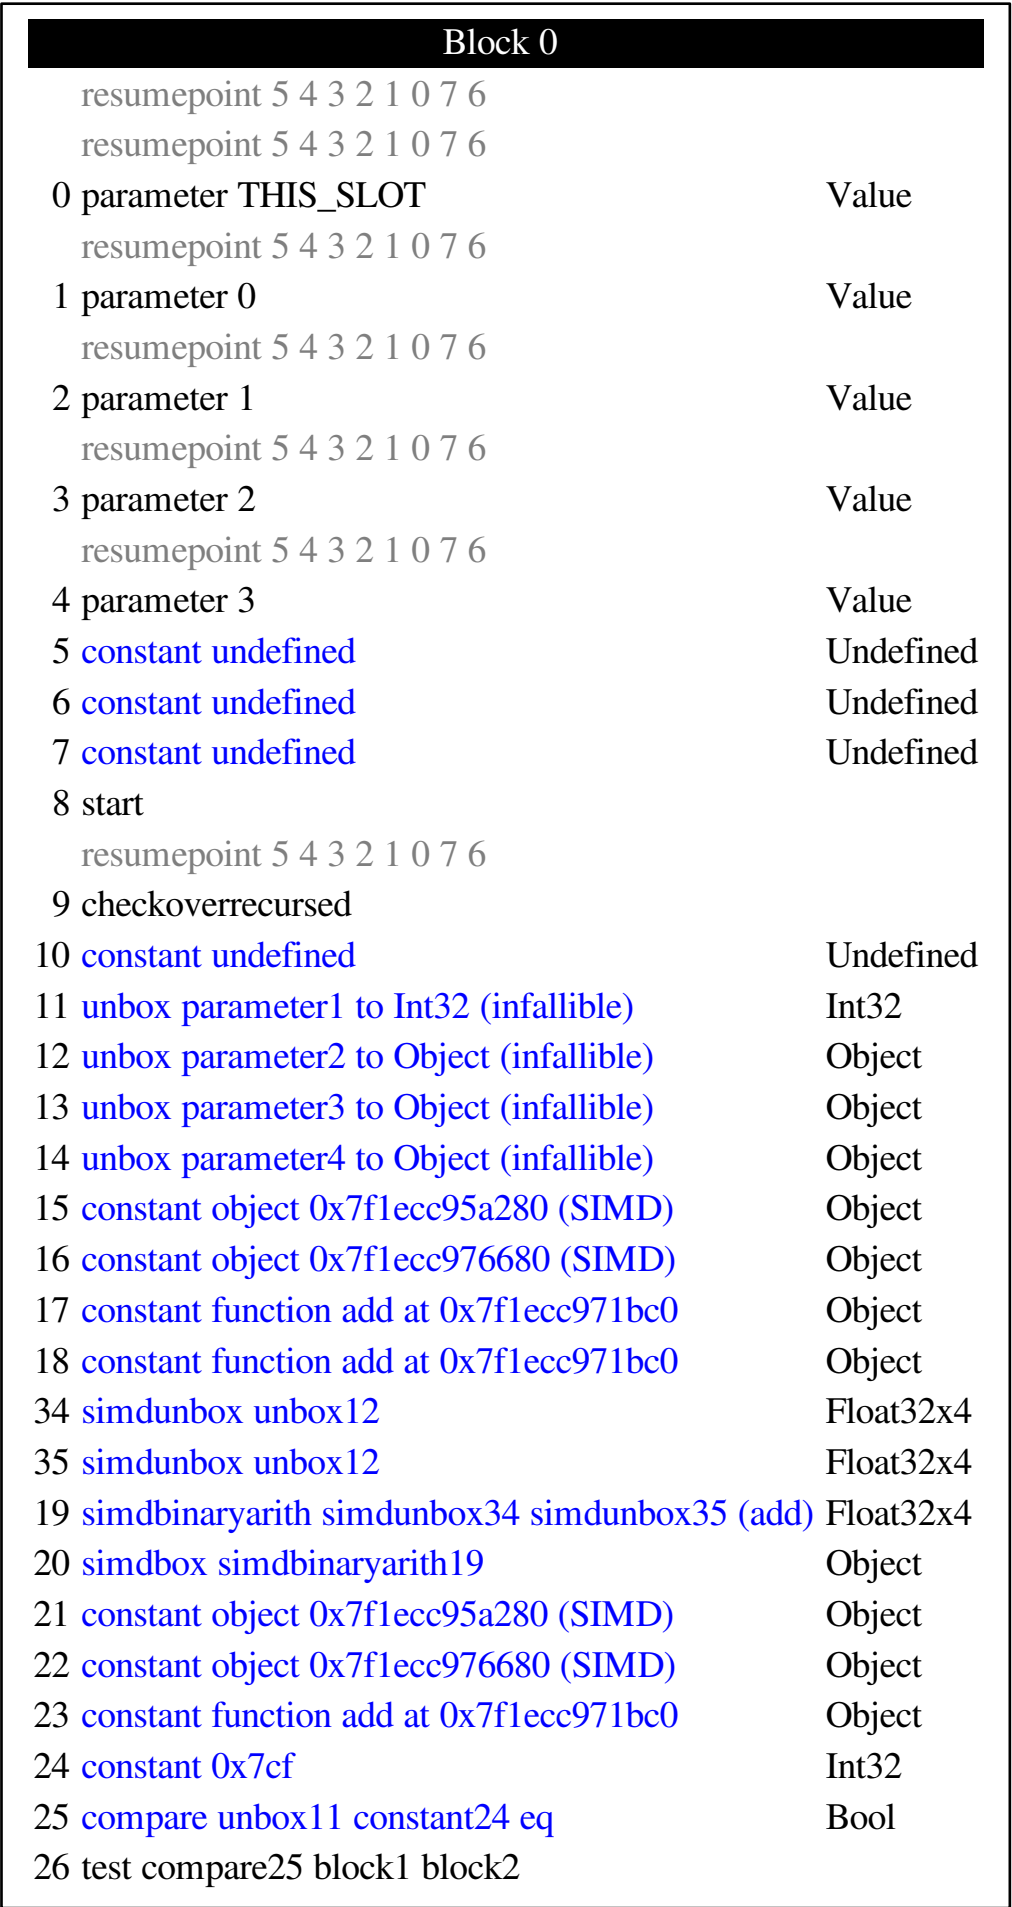 Block 0
resumepoint 5 4 3 2 1 0 7 6
resumepoint 5 4 3 2 1 0 7 6
0 parameter THIS_SLOT Value
resumepoint 5 4 3 2 1 0 7 6
1 parameter 0 Value
resumepoint 5 4 3 2 1 0 7 6
2 parameter 1 Value
resumepoint 5 4 3 2 1 0 7 6
3 parameter 2 Value
resumepoint 5 4 3 2 1 0 7 6
4 parameter 3 Value
5 constant undefined Undefined
6 constant undefined Undefined
7 constant undefined Undefined
8 start
resumepoint 5 4 3 2 1 0 7 6
9 checkoverrecursed
10 constant undefined Undefined
11 unbox parameter1 to Int32 (infallible) Int32
12 unbox parameter2 to Object (infallible) Object
13 unbox parameter3 to Object (infallible) Object
14 unbox parameter4 to Object (infallible) Object
15 constant object 0x7f1ecc95a280 (SIMD) Object
16 constant object 0x7f1ecc976680 (SIMD) Object
17 constant function add at 0x7f1ecc971bc0 Object
18 constant function add at 0x7f1ecc971bc0 Object
34 simdunbox unbox12 Float32x4
35 simdunbox unbox12 Float32x4
19 simdbinaryarith simdunbox34 simdunbox35 (add) Float32x4
20 simdbox simdbinaryarith19 Object
21 constant object 0x7f1ecc95a280 (SIMD) Object
22 constant object 0x7f1ecc976680 (SIMD) Object
23 constant function add at 0x7f1ecc971bc0 Object
24 constant 0x7cf Int32
25 compare unbox11 constant24 eq Bool
26 test compare25 block1 block2